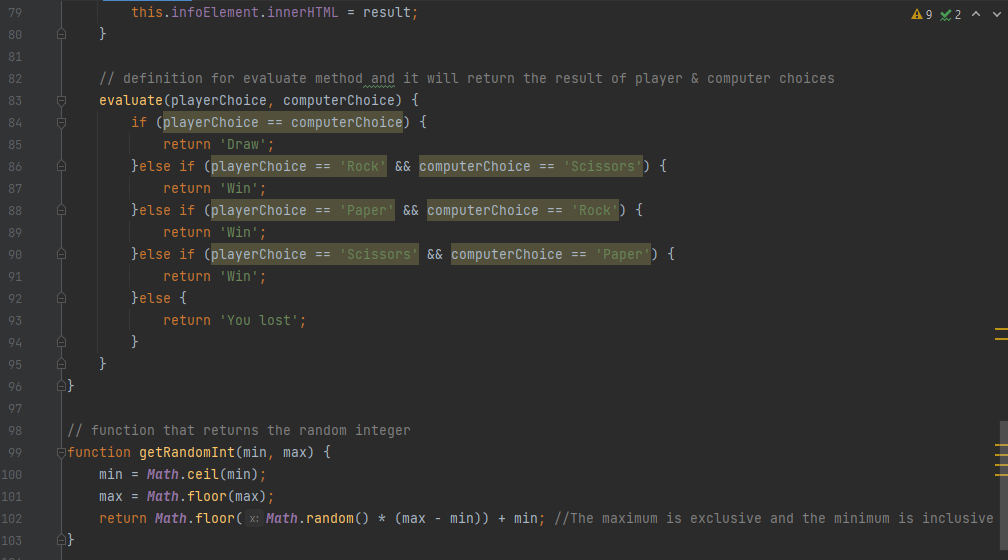 79 this.infoElement.innerHTML = result;
9 2
80 }
81
82 // definition for evaluate method and it will return the result of player & computer choices
83 evaluate(playerChoice, computerChoice) {
84 if (playerChoice == computerChoice) {
85 return 'Draw';
86 }else if (playerChoice == 'Rock' && computerChoice == 'Scissors') {
87 return 'Win';
88 }else if (playerChoice == 'Paper' && computerChoice == 'Rock') {
89 return 'Win';
90 }else if (playerChoice == 'Scissors' && computerChoice == 'Paper') {
91 return 'Win';
92 }else {
93 return 'You lost';
94 }
95 }
96 }
97
98 // function that returns the random integer
99 function getRandomInt(min, max) {
100 min = Math.ceil(min);
101 max = Math.floor(max);
102 return Math.floor( x: Math.random() * (max - min)) + min; //The maximum is exclusive and the minimum is inclusive
103 }